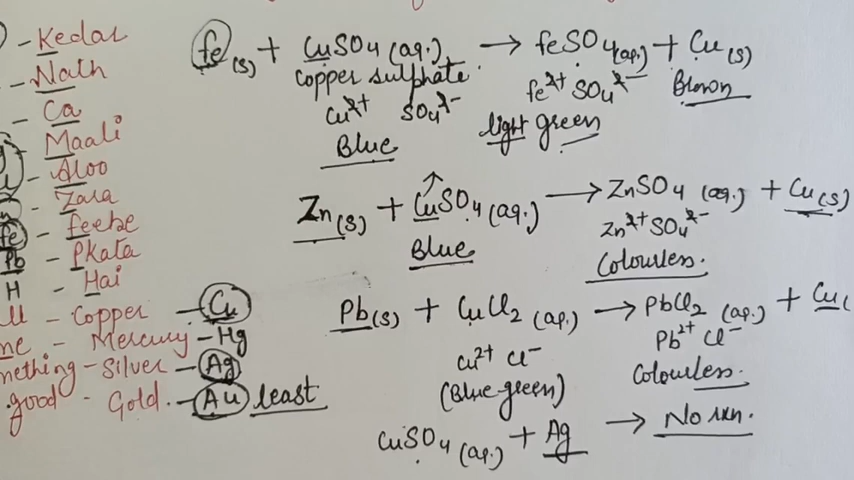 - Kedar
- Nath
- Ca
- Maali
- Aloo
- Zara
fe - feeke
Pb - Pkata
H - Hai
- Copper - Cu
me - Mercury - Hg
mething - Silver - Ag
good - Gold. - Au least
fe(s) + CuSO4 (aq.) → feSO4(aq.) + Cu(s)
copper sulphate
Cu2+ SO42- fe2+ SO42- Brown
Blue light green
Zn(s) + CuSO4 (aq.) → ZnSO4 (aq.) + Cu(s)
Zn2+ SO42-
Blue Colourless.
Pb(s) + CuCl2 (aq.) → PbCl2 (aq.) + Cu(
Cu2+ Cl- Pb2+ Cl-
(Blue-green) Colourless.
CuSO4 (aq.) + Ag → No rxn.